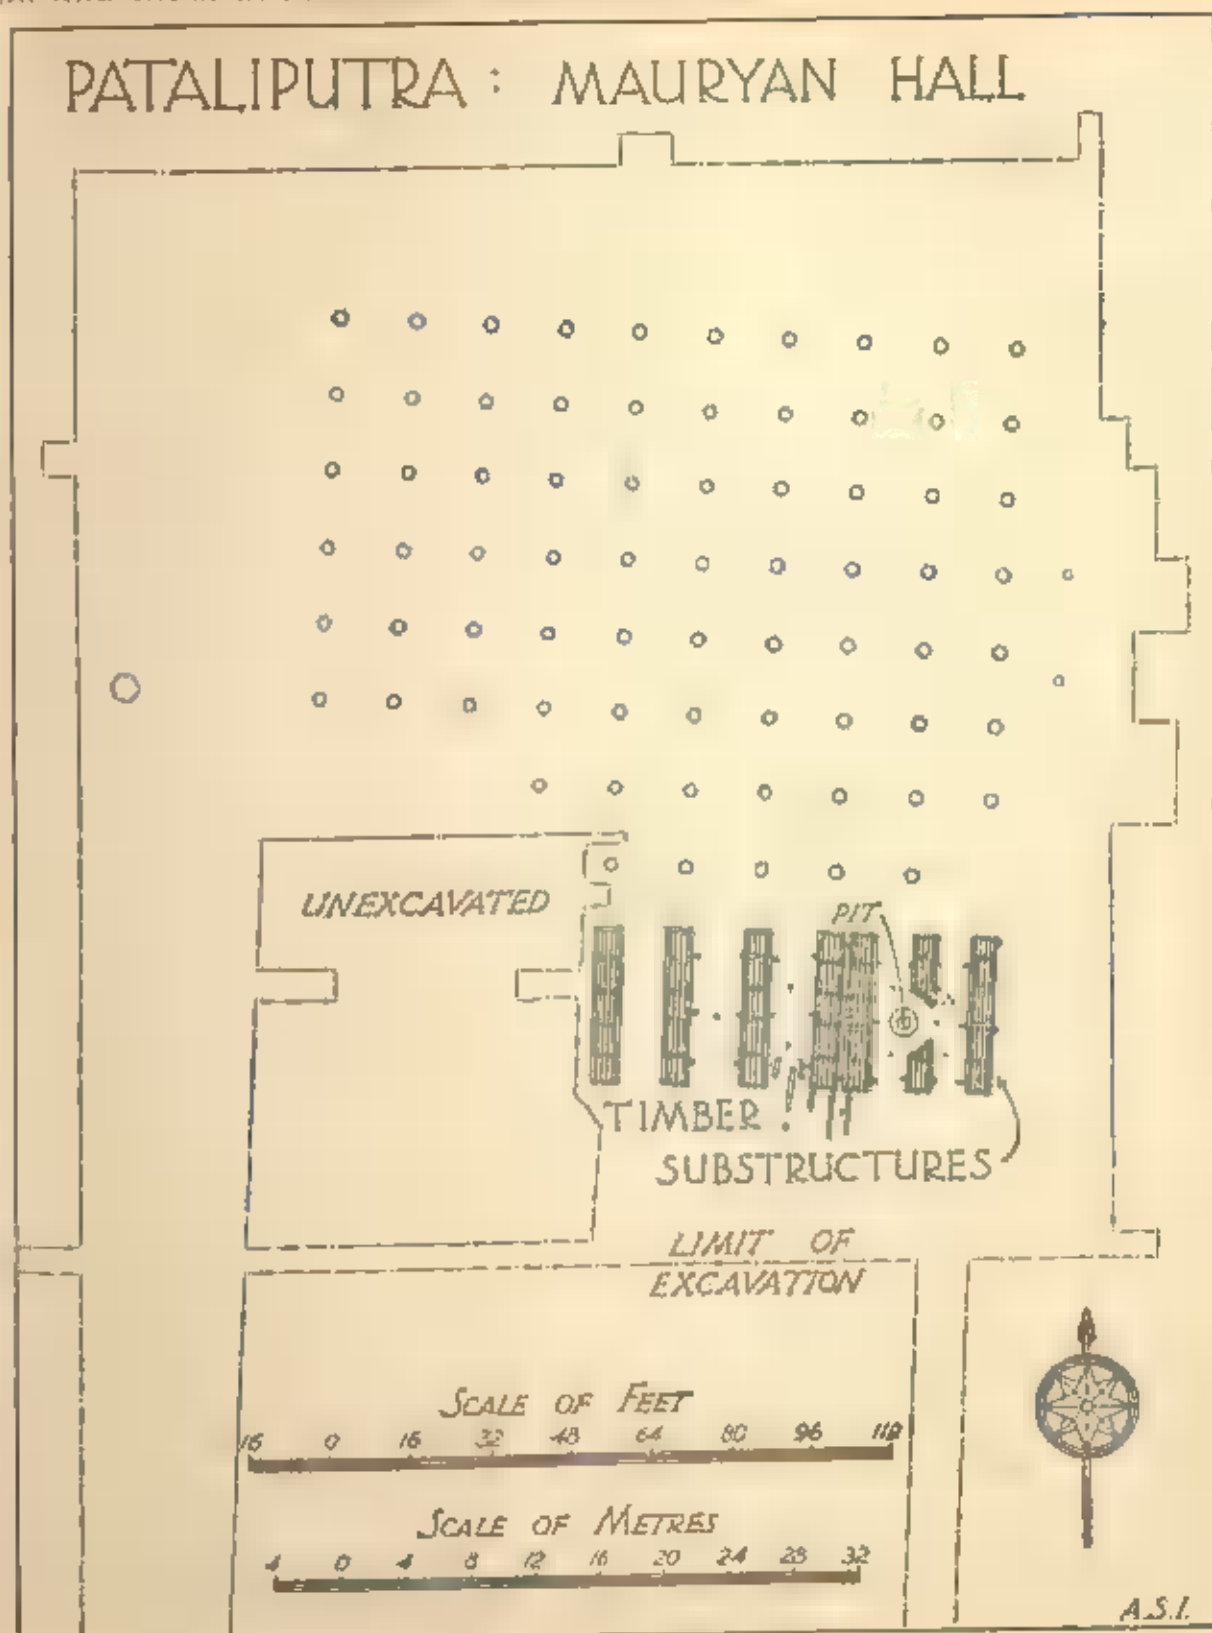 PATALIPUTRA : MAURYAN HALL
UNEXCAVATED
PIT
TIMBER
SUBSTRUCTURES
LIMIT OF
EXCAVATION
SCALE OF FEET
16 0 16 32 48 64 80 96 112
SCALE OF METRES
4 0 4 8 12 16 20 24 28 32
A.S.I.